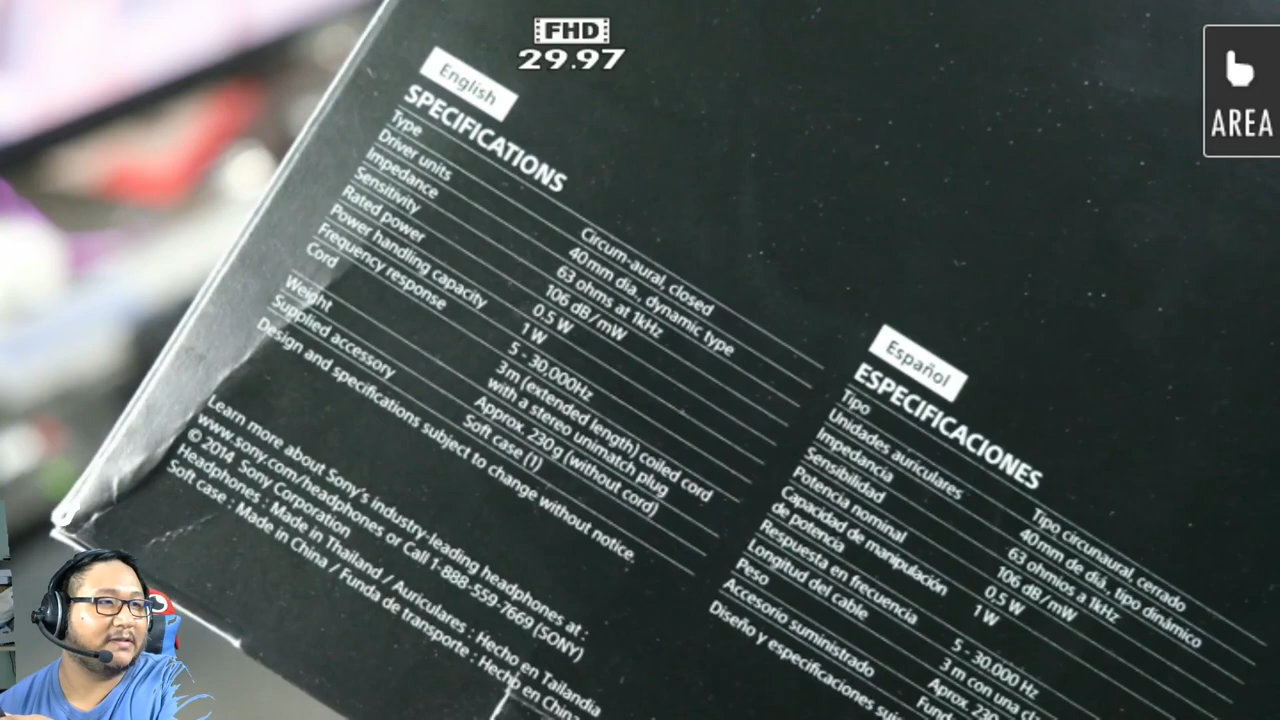 FHD
29.97
AREA
English
SPECIFICATIONS
Type Circum-aural, closed
Driver units 40 mm dia., dynamic type
Impedance 63 ohms at 1kHz
Sensitivity 106 dB/mW
Rated power 0.5 W
Power handling capacity 1 W
Frequency response 5 - 30,000Hz
Cord 3 m (extended length) coiled cord
with a stereo unimatch plug
Weight Approx. 230 g (without cord)
Supplied accessory Soft case (1)
Design and specifications subject to change without notice.
Learn more about Sony's industry-leading headphones at :
www.sony.com/headphones or Call 1-888-559-7669 (SONY)
© 2014 Sony Corporation
Headphones : Made in Thailand / Auriculares : Hecho en Tailandia
Soft case : Made in China / Funda de transporte : Hecho en China
Español
ESPECIFICACIONES
Tipo Tipo circunaural, cerrado
Unidades auriculares 40 mm de diá., tipo dinámico
Impedancia 63 ohmios a 1kHz
Sensibilidad 106 dB/mW
Potencia nominal 0,5 W
Capacidad de manipulación 1 W
de potencia
Respuesta en frecuencia 5 - 30.000 Hz
Longitud del cable 3 m con una
Peso Aprox. 230
Accesorio suministrado
Diseño y especificaciones